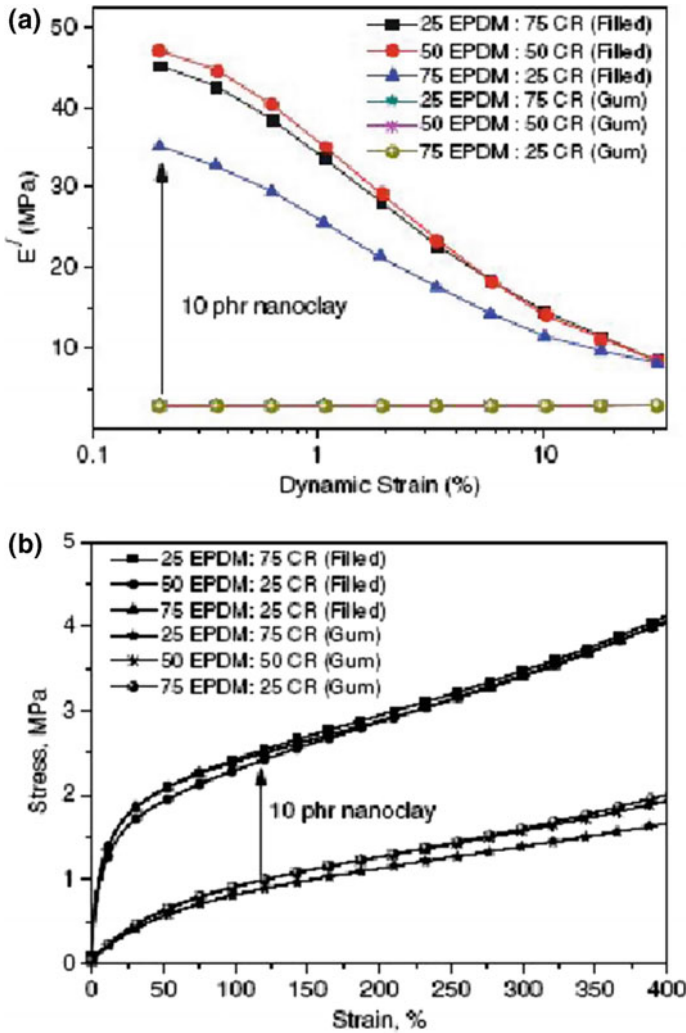 (a)
50
40
30
20
10
E/ (MPa)
25 EPDM : 75 CR (Filled)
50 EPDM : 50 CR (Filled)
75 EPDM : 25 CR (Filled)
25 EPDM : 75 CR (Gum)
50 EPDM : 50 CR (Gum)
75 EPDM : 25 CR (Gum)
10 phr nanoclay
0.1 1 10
Dynamic Strain (%)
(b)
5
4
3
2
1
0
Stress, MPa
25 EPDM: 75 CR (Filled)
50 EPDM: 25 CR (Filled)
75 EPDM: 25 CR (Filled)
25 EPDM: 75 CR (Gum)
50 EPDM: 50 CR (Gum)
75 EPDM: 25 CR (Gum)
10 phr nanoclay
0 50 100 150 200 250 300 350 400
Strain, %